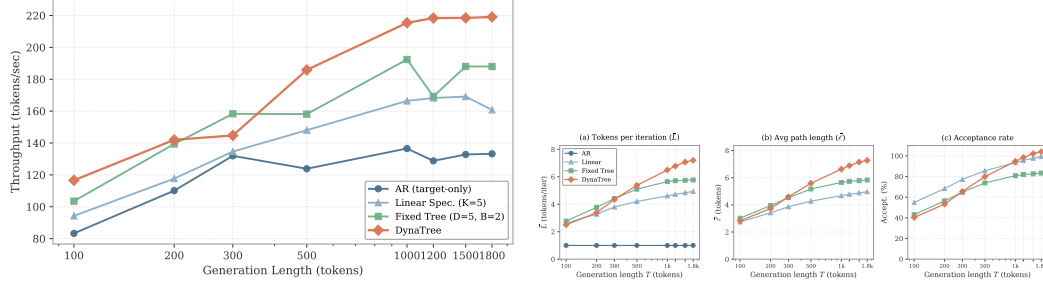 220
200
180
160
140
120
100
80
Throughput (tokens/sec)
AR (target-only)
Linear Spec. (K=5)
Fixed Tree (D=5, B=2)
DynaTree
100 200 300 500 1000 1200 1500 1800
Generation Length (tokens)
(a) Tokens per iteration (L̄)
8
6
4
2
0
L̄ (tokens/iter)
AR
Linear
Fixed Tree
DynaTree
100 200 300 500 1k 1.8k
Generation length T (tokens)
(b) Avg path length (r̄)
8
6
4
2
0
r̄ (tokens)
100 200 300 500 1k 1.8k
Generation length T (tokens)
(c) Acceptance rate
100
80
60
40
20
0
Accept. (%)
100 200 300 500 1k 1.8k
Generation length T (tokens)